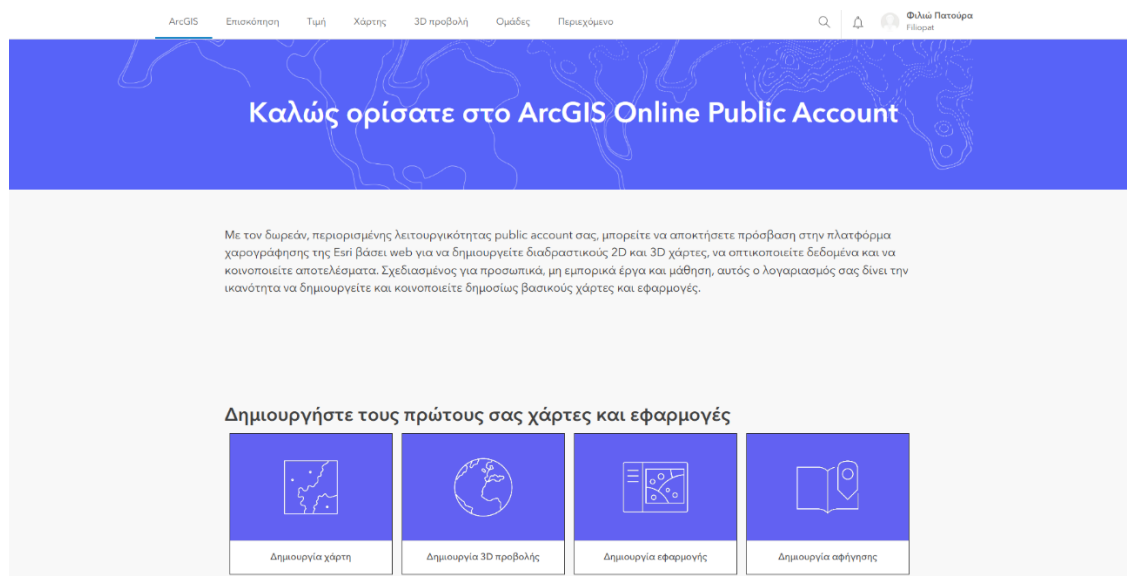 ArcGIS Επισκόπηση Τιμή Χάρτης 3D προβολή Ομάδες Περιεχόμενο
Φιλιώ Πατούρα
Filiopat
Καλώς ορίσατε στο ArcGIS Online Public Account
Με τον δωρεάν, περιορισμένης λειτουργικότητας public account σας, μπορείτε να αποκτήσετε πρόσβαση στην πλατφόρμα
χαρογράφησης της Esri βάσει web για να δημιουργείτε διαδραστικούς 2D και 3D χάρτες, να οπτικοποιείτε δεδομένα και να
κοινοποιείτε αποτελέσματα. Σχεδιασμένος για προσωπικά, μη εμπορικά έργα και μάθηση, αυτός ο λογαριασμός σας δίνει την
ικανότητα να δημιουργείτε και κοινοποιείτε δημοσίως βασικούς χάρτες και εφαρμογές.
Δημιουργήστε τους πρώτους σας χάρτες και εφαρμογές
Δημιουργία χάρτη
Δημιουργία 3D προβολής
Δημιουργία εφαρμογής
Δημιουργία αφήγησης